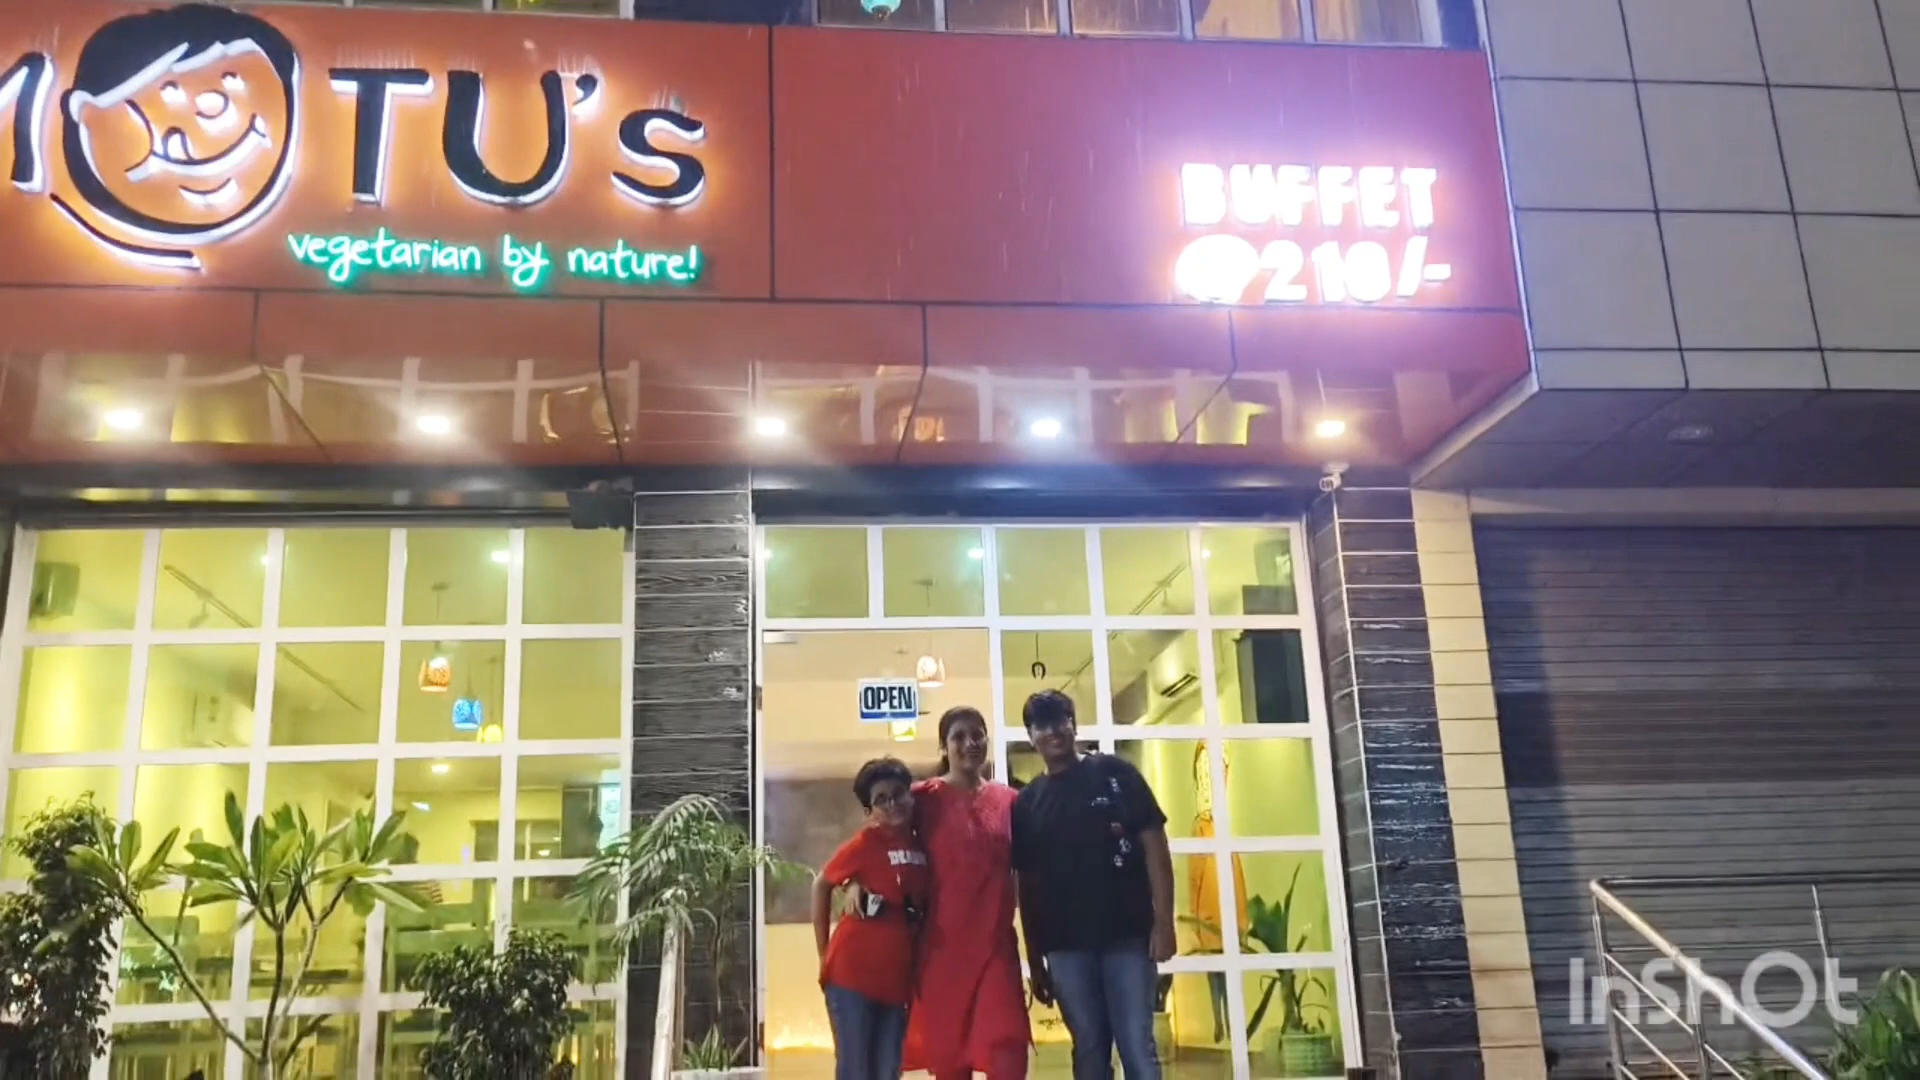 MOTU's
vegetarian by nature!
BUFFET
@210/-
OPEN
InShOt